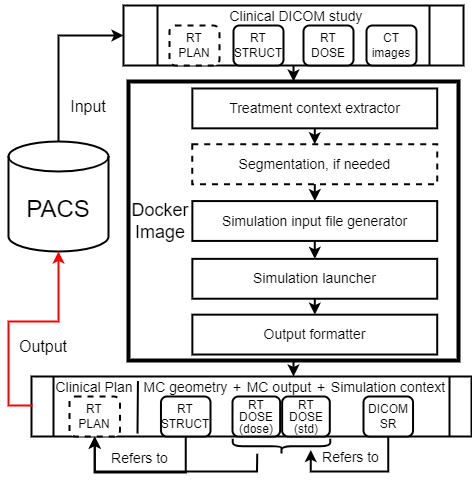 Clinical DICOM study
RT
PLAN
RT
STRUCT
RT
DOSE
CT
images
Input
Treatment context extractor
Segmentation, if needed
PACS
Docker
Image
Simulation input file generator
Simulation launcher
Output formatter
Output
Clinical Plan
MC geometry + MC output + Simulation context
RT
PLAN
RT
STRUCT
RT
DOSE
(dose)
RT
DOSE
(std)
DICOM
SR
Refers to
Refers to